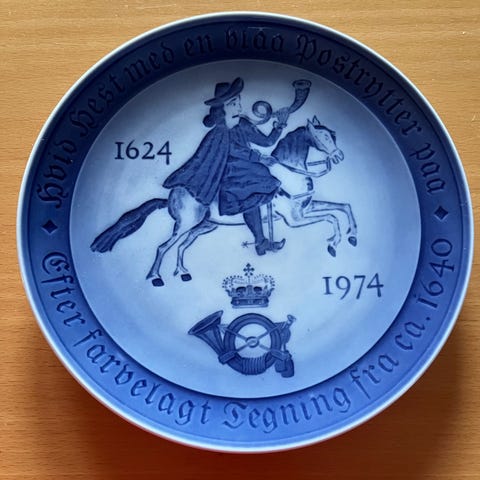 Hvid Hest med en blaa Postrytter paa
1624
1974
Efter farvelagt Tegning fra ca. 1640